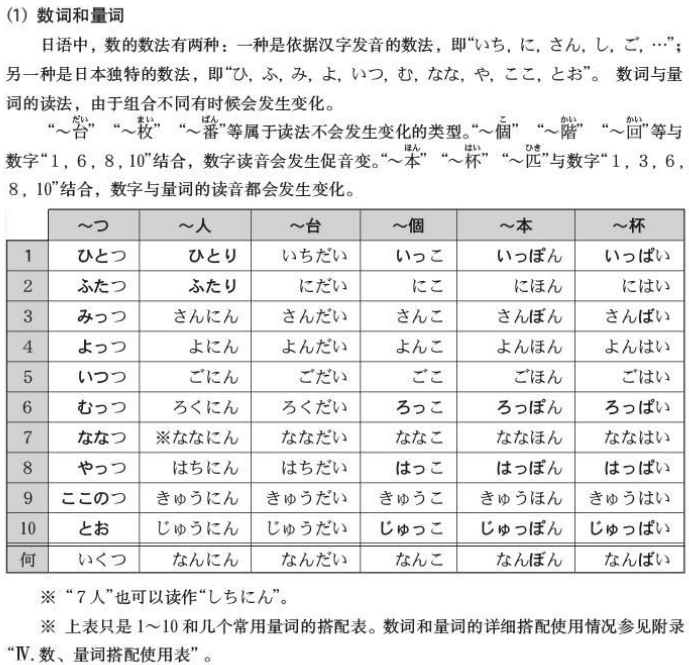 (1) 数词和量词
日语中，数的数法有两种：一种是依据汉字发音的数法，即“いち, に, さん, し, ご, …”；
另一种是日本独特的数法，即“ひ, ふ, み, よ, いつ, む, なな, や, ここ, とお”。 数词与量
词的读法，由于组合不同有时候会发生变化。
だい まい ばん こ かい かい
“～台” “～枚” “～番”等属于读法不会发生变化的类型。“～個” “～階” “～回”等与
ほん はい ひき
数字“1，6，8，10”结合，数字读音会发生促音变。“～本” “～杯” “～匹”与数字“1，3，6，
8，10”结合，数字与量词的读音都会发生变化。
～つ ～人 ～台 ～個 ～本 ～杯
1 ひとつ ひとり いちだい いっこ いっぽん いっぱい
2 ふたつ ふたり にだい にこ にほん にはい
3 みっつ さんにん さんだい さんこ さんぼん さんばい
4 よっつ よにん よんだい よんこ よんほん よんはい
5 いつつ ごにん ごだい ごこ ごほん ごはい
6 むっつ ろくにん ろくだい ろっこ ろっぽん ろっぱい
7 ななつ ※ななにん ななだい ななこ ななほん ななはい
8 やっつ はちにん はちだい はっこ はっぽん はっぱい
9 ここのつ きゅうにん きゅうだい きゅうこ きゅうほん きゅうはい
10 とお じゅうにん じゅうだい じゅっこ じゅっぽん じゅっぱい
何 いくつ なんにん なんだい なんこ なんぼん なんばい
※ “7人”也可以读作“しちにん”。
※ 上表只是1～10和几个常用量词的搭配表。数词和量词的详细搭配使用情况参见附录
“Ⅳ. 数、量词搭配使用表”。